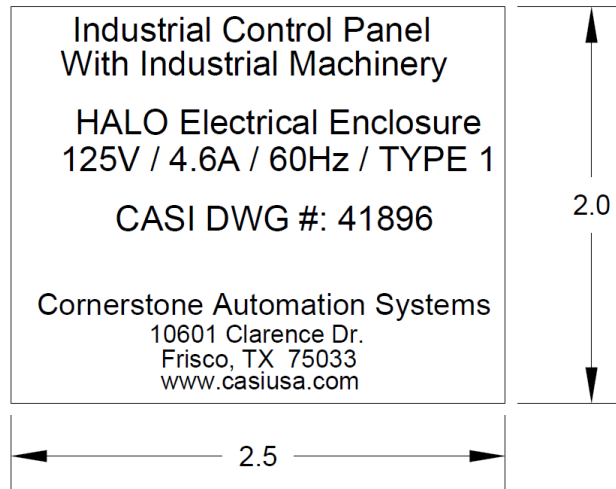 Industrial Control Panel
With Industrial Machinery
HALO Electrical Enclosure
125V / 4.6A / 60Hz / TYPE 1
CASI DWG #: 41896
Cornerstone Automation Systems
10601 Clarence Dr.
Frisco, TX  75033
www.casiusa.com
2.0
2.5